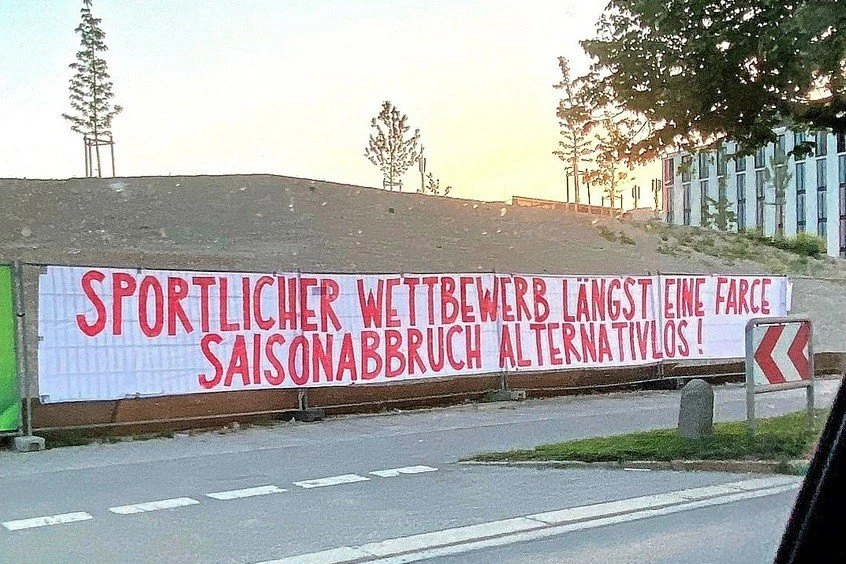 SPORTLICHER WETTBEWERB LÄNGST EINE FARCE
SAISONABBRUCH ALTERNATIVLOS!